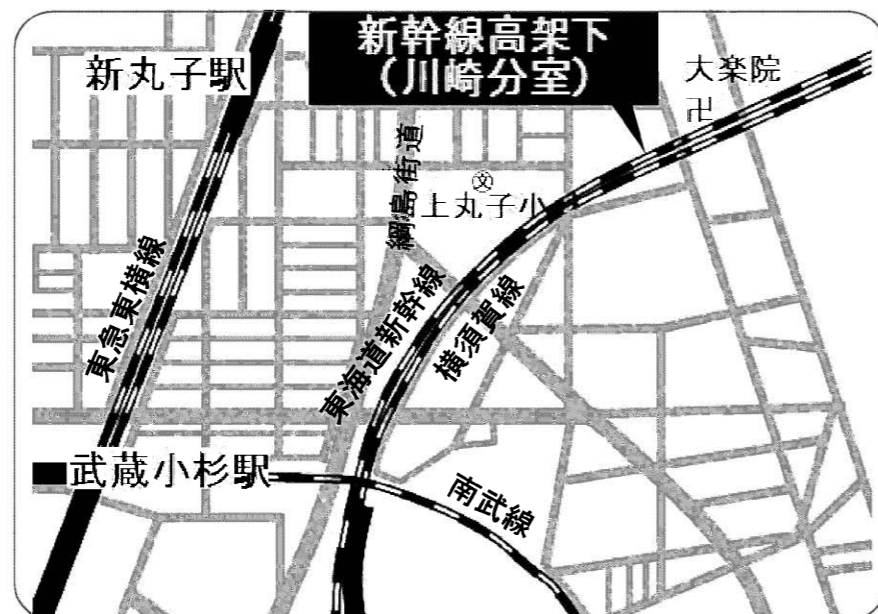 新幹線高架下
（川崎分室）
新丸子駅
大楽院
卍
綱島街道
文
上丸子小
東急東横線
東海道新幹線
横須賀線
武蔵小杉駅
南武線